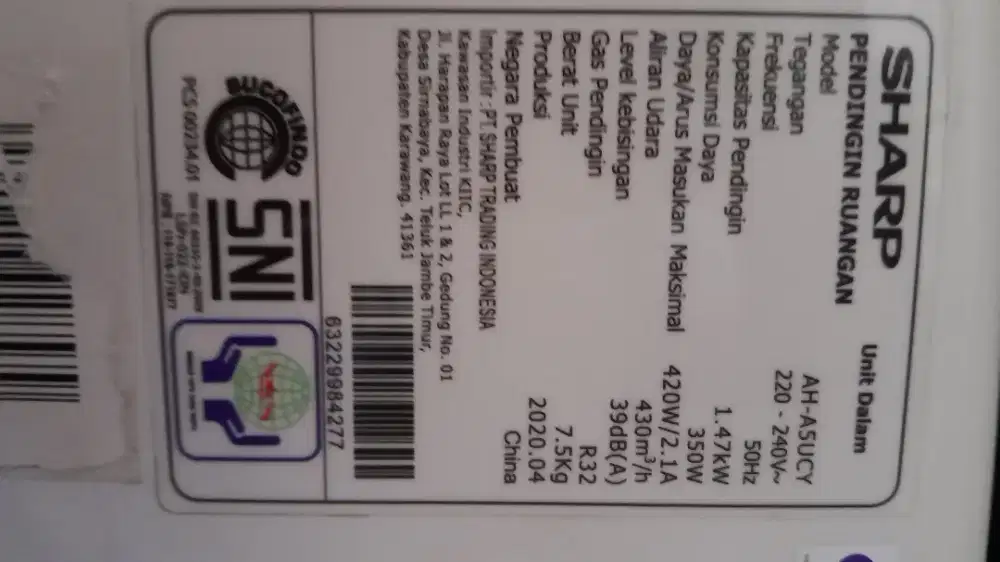 SHARP
PENDINGIN RUANGAN Unit Dalam
Model AH-A5UCY
Tegangan 220 - 240V~
Frekuensi 50Hz
Kapasitas Pendingin 1.47kW
Konsumsi Daya 350W
Daya/Arus Masukan Maksimal 420W/2.1A
Aliran Udara 430m³/h
Level kebisingan 39dB(A)
Gas Pendingin R32
Berat Unit 7.5Kg
Produksi 2020.04
Negara Pembuat China
Importir : PT. SHARP TRADING INDONESIA
Kawasan Industri KIIC,
Jl. Harapan Raya Lot LL 1 & 2, Gedung No. 01
Desa Sirnabaya, Kec. Teluk Jambe Timur,
Kabupaten Karawang. 41361
63229984277
SUCOFINDO
SNI